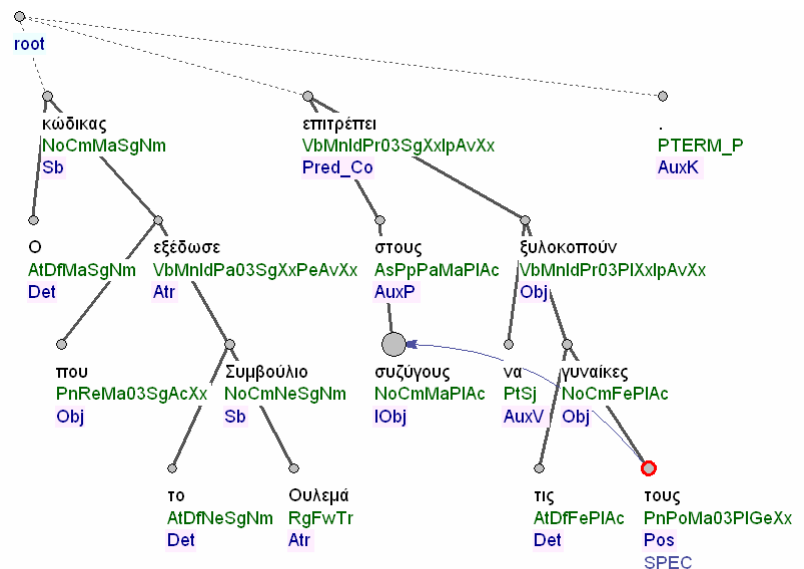 root
κώδικας
NoCmMaSgNm
Sb
επιτρέπει
VbMnIdPr03SgXxIpAvXx
Pred_Co
.
PTERM_P
AuxK
Ο
AtDfMaSgNm
Det
εξέδωσε
VbMnIdPa03SgXxPeAvXx
Atr
στους
AsPpPaMaPlAc
AuxP
ξυλοκοπούν
VbMnIdPr03PlXxIpAvXx
Obj
που
PnReMa03SgAcXx
Obj
Συμβούλιο
NoCmNeSgNm
Sb
συζύγους
NoCmMaPlAc
IObj
να
PtSj
AuxV
γυναίκες
NoCmFePlAc
Obj
το
AtDfNeSgNm
Det
Ουλεμά
RgFwTr
Atr
τις
AtDfFePlAc
Det
τους
PnPoMa03PlGeXx
Pos
SPEC